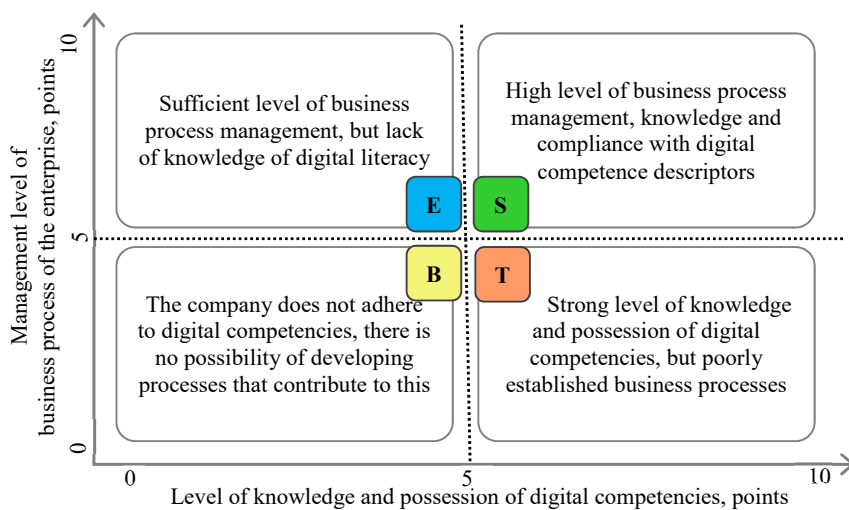 Management level of
business process of the enterprise, points
10
5
0
Sufficient level of business
process management, but lack
of knowledge of digital literacy
High level of business process
management, knowledge and
compliance with digital
competence descriptors
E
S
B
T
The company does not adhere
to digital competencies, there is
no possibility of developing
processes that contribute to this
Strong level of knowledge
and possession of digital
competencies, but poorly
established business processes
0
5
10
Level of knowledge and possession of digital competencies, points